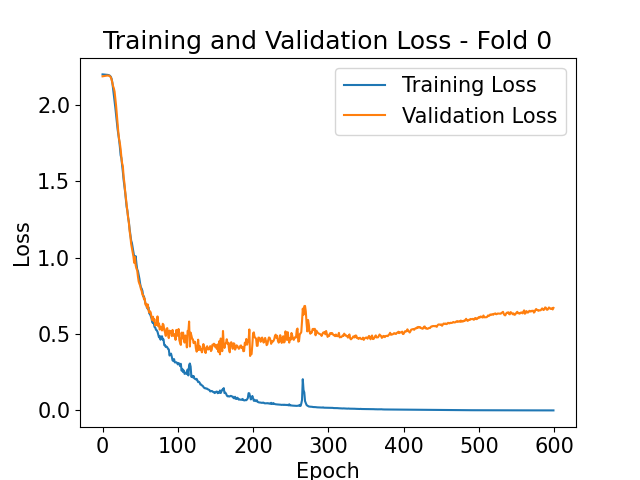 Training and Validation Loss - Fold 0
Training Loss
Validation Loss
Loss
2.0
1.5
1.0
0.5
0.0
0 100 200 300 400 500 600
Epoch